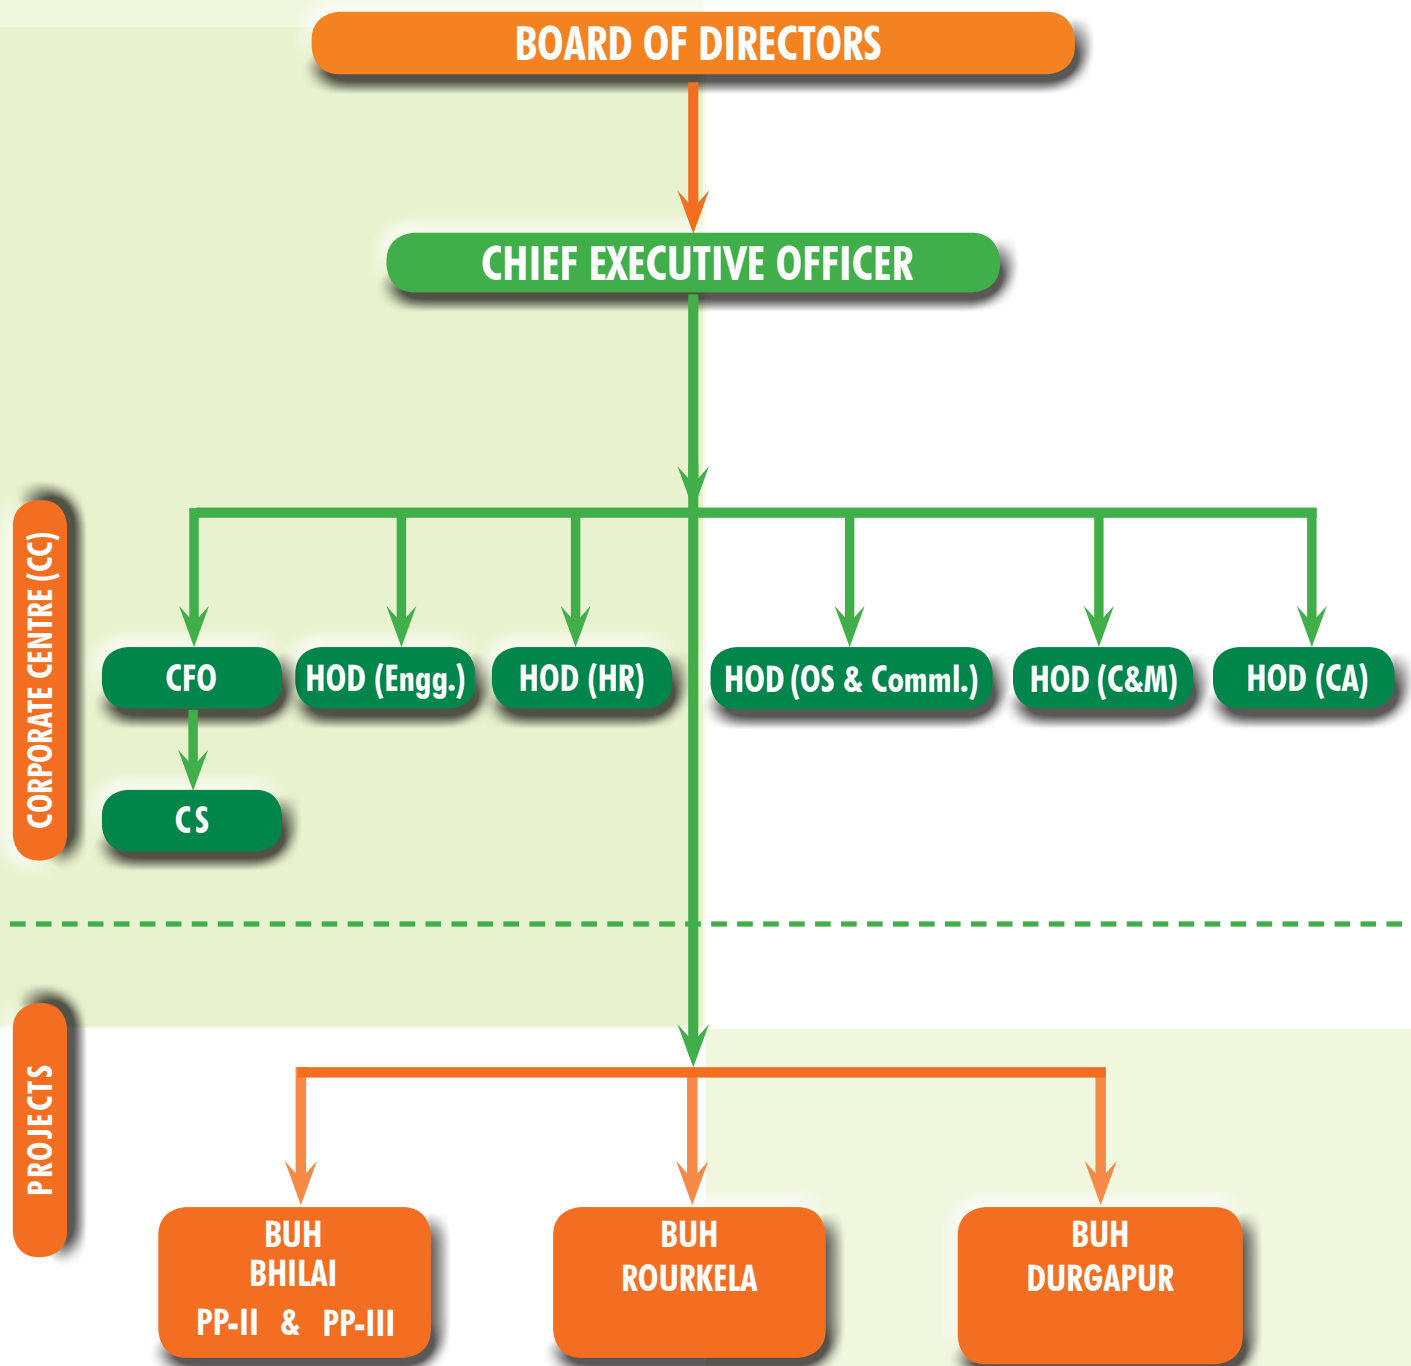 BOARD OF DIRECTORS
CHIEF EXECUTIVE OFFICER
CORPORATE CENTRE (CC)
CFO
HOD (Engg.)
HOD (HR)
HOD (OS & Comml.)
HOD (C&M)
HOD (CA)
CS
PROJECTS
BUH
BHILAI
PP-II & PP-III
BUH
ROURKELA
BUH
DURGAPUR